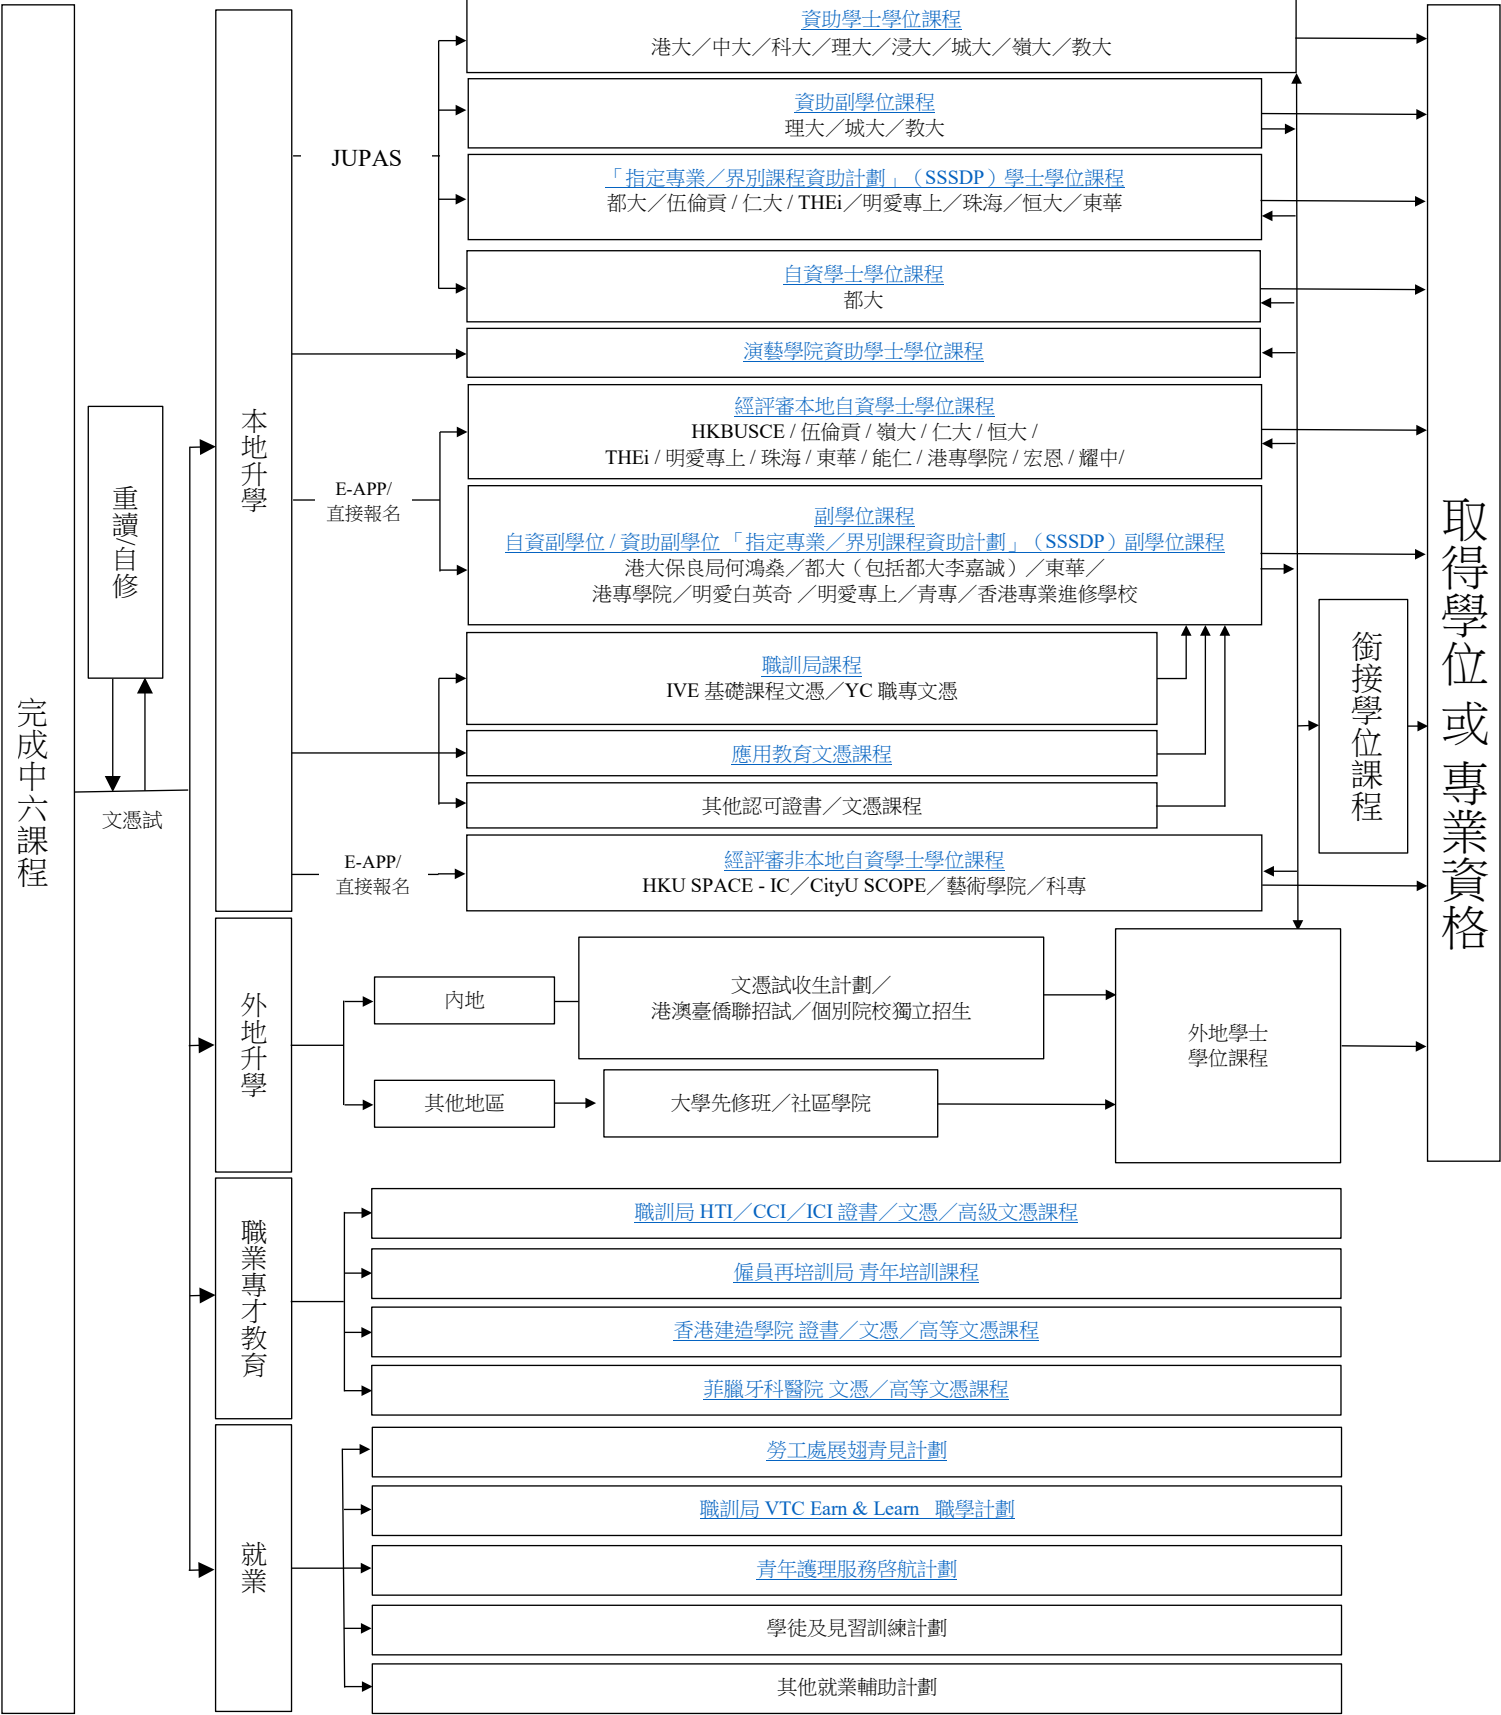 完成中六課程
重讀/自修
文憑試
本地升學
JUPAS
資助學士學位課程
港大／中大／科大／理大／浸大／城大／嶺大／教大
資助副學位課程
理大／城大／教大
「指定專業／界別課程資助計劃」（SSSDP）學士學位課程
都大／伍倫貢 / 仁大 / THEi／明愛專上／珠海／恒大／東華
自資學士學位課程
都大
演藝學院資助學士學位課程
E-APP/
直接報名
經評審本地自資學士學位課程
HKBUSCE / 伍倫貢 / 嶺大 / 仁大 / 恒大 /
THEi / 明愛專上 / 珠海 / 東華 / 能仁 / 港專學院 / 宏恩 / 耀中/
副學位課程
自資副學位 / 資助副學位 「指定專業／界別課程資助計劃」（SSSDP）副學位課程
港大保良局何鴻燊／都大（包括都大李嘉誠）／東華／
港專學院／明愛白英奇 ／明愛專上／青專／香港專業進修學校
職訓局課程
IVE 基礎課程文憑／YC 職專文憑
應用教育文憑課程
其他認可證書／文憑課程
E-APP/
直接報名
經評審非本地自資學士學位課程
HKU SPACE - IC／CityU SCOPE／藝術學院／科專
銜接學位課程
取得學位 或 專業資格
外地升學
內地
文憑試收生計劃／
港澳臺僑聯招試／個別院校獨立招生
其他地區
大學先修班／社區學院
外地學士
學位課程
職業專才教育
職訓局 HTI／CCI／ICI 證書／文憑／高級文憑課程
僱員再培訓局 青年培訓課程
香港建造學院 證書／文憑／高等文憑課程
菲臘牙科醫院 文憑／高等文憑課程
就業
勞工處展翅青見計劃
職訓局 VTC Earn & Learn 職學計劃
青年護理服務啓航計劃
學徒及見習訓練計劃
其他就業輔助計劃